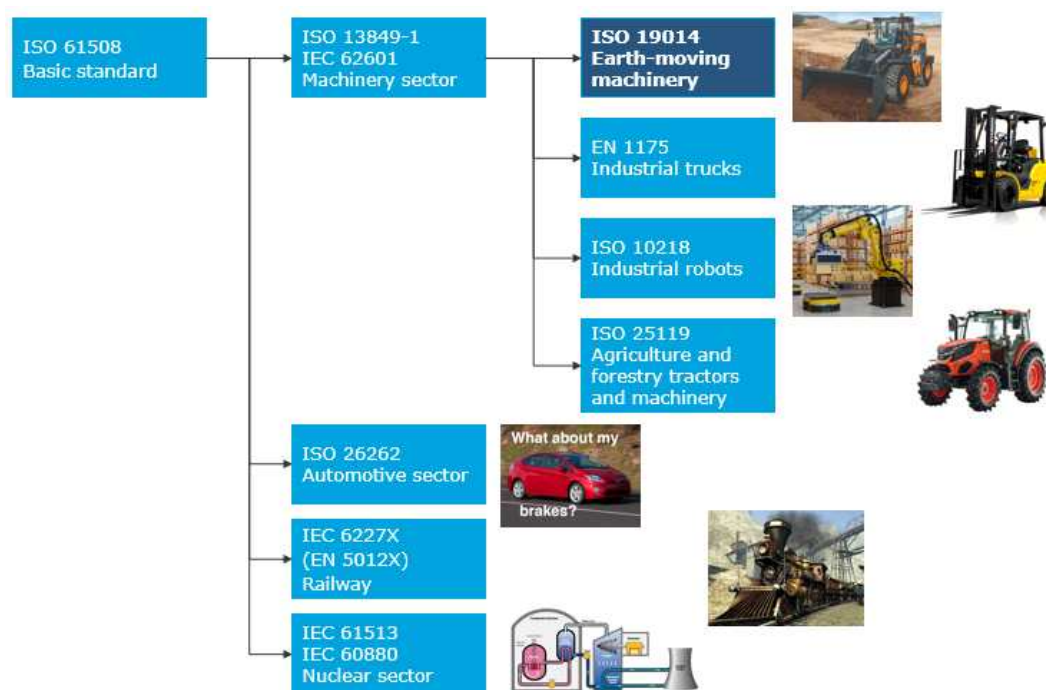 ISO 61508
Basic standard
ISO 13849-1
IEC 62601
Machinery sector
ISO 19014
Earth-moving
machinery
EN 1175
Industrial trucks
ISO 10218
Industrial robots
ISO 25119
Agriculture and
forestry tractors
and machinery
ISO 26262
Automotive sector
What about my
brakes?
IEC 6227X
(EN 5012X)
Railway
IEC 61513
IEC 60880
Nuclear sector